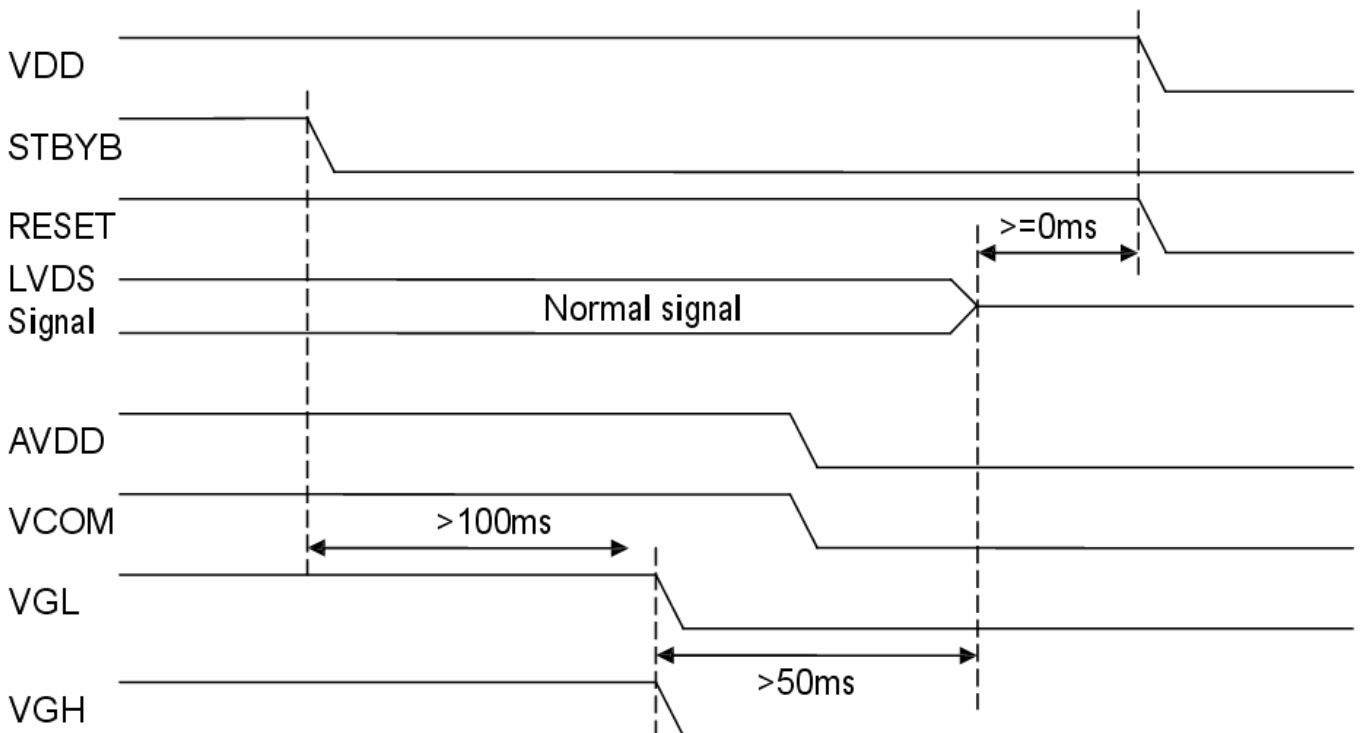 VDD
STBYB
RESET
>=0ms
LVDS
Signal
Normal signal
AVDD
VCOM
>100ms
VGL
>50ms
VGH